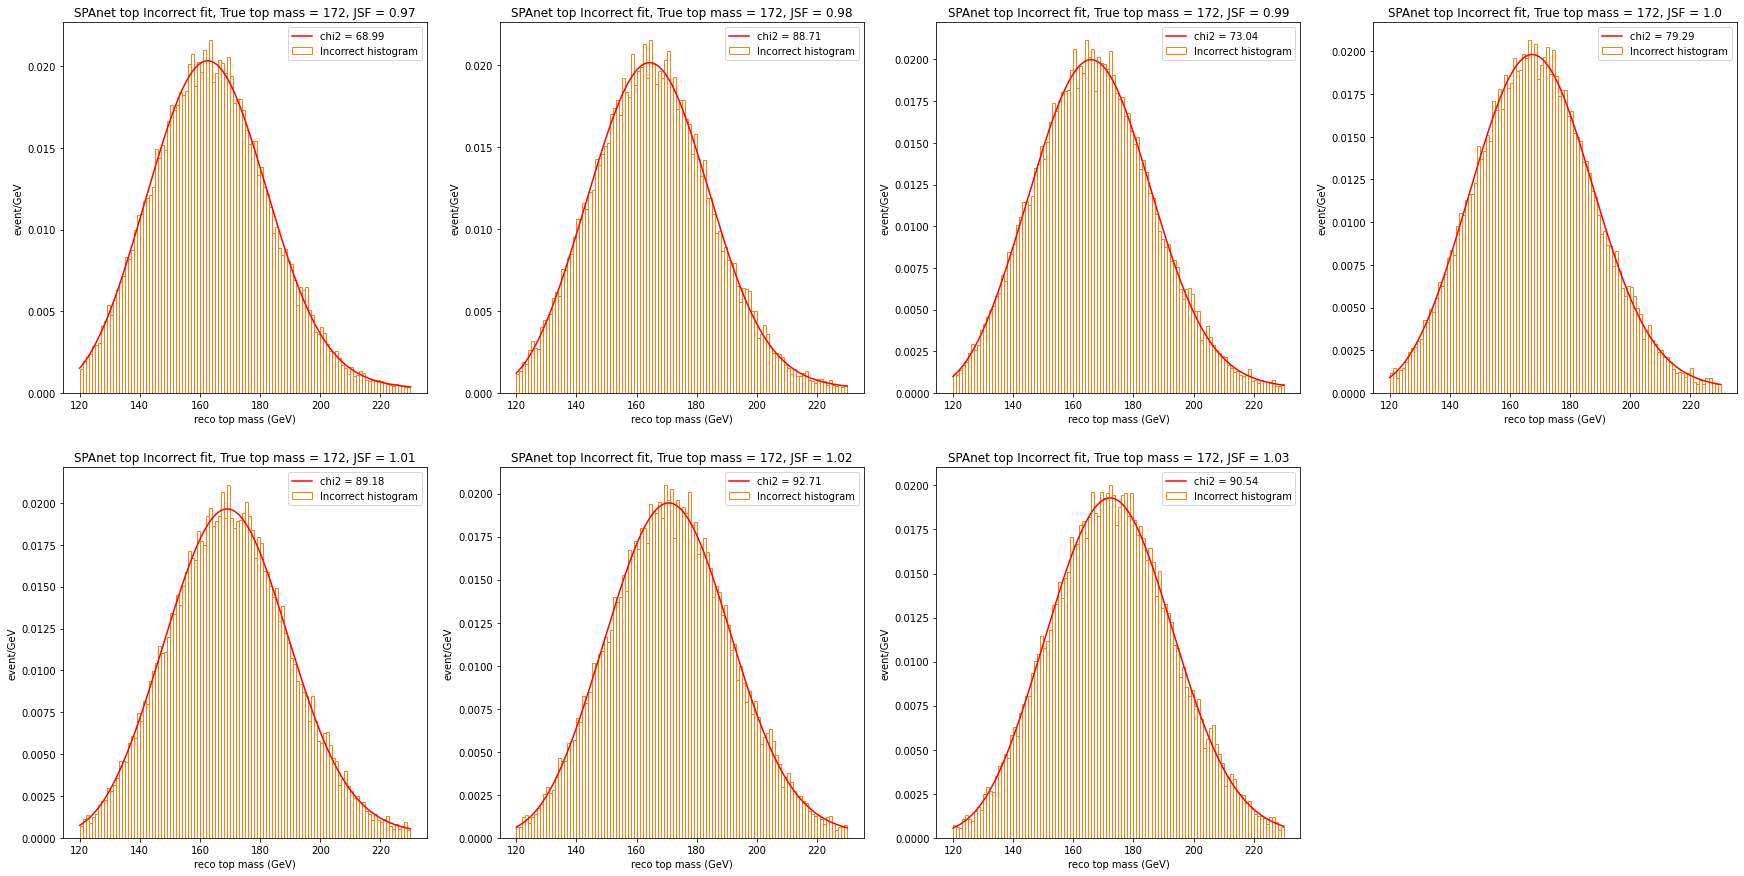 SPAnet top Incorrect fit, True top mass = 172, JSF = 0.97
chi2 = 68.99
Incorrect histogram
event/GeV
0.020
0.015
0.010
0.005
0.000
120 140 160 180 200 220
reco top mass (GeV)
SPAnet top Incorrect fit, True top mass = 172, JSF = 0.98
chi2 = 88.71
Incorrect histogram
event/GeV
0.020
0.015
0.010
0.005
0.000
120 140 160 180 200 220
reco top mass (GeV)
SPAnet top Incorrect fit, True top mass = 172, JSF = 0.99
chi2 = 73.04
Incorrect histogram
event/GeV
0.0200
0.0175
0.0150
0.0125
0.0100
0.0075
0.0050
0.0025
0.0000
120 140 160 180 200 220
reco top mass (GeV)
SPAnet top Incorrect fit, True top mass = 172, JSF = 1.0
chi2 = 79.29
Incorrect histogram
event/GeV
0.0200
0.0175
0.0150
0.0125
0.0100
0.0075
0.0050
0.0025
0.0000
120 140 160 180 200 220
reco top mass (GeV)
SPAnet top Incorrect fit, True top mass = 172, JSF = 1.01
chi2 = 89.18
Incorrect histogram
event/GeV
0.0200
0.0175
0.0150
0.0125
0.0100
0.0075
0.0050
0.0025
0.0000
120 140 160 180 200 220
reco top mass (GeV)
SPAnet top Incorrect fit, True top mass = 172, JSF = 1.02
chi2 = 92.71
Incorrect histogram
event/GeV
0.0200
0.0175
0.0150
0.0125
0.0100
0.0075
0.0050
0.0025
0.0000
120 140 160 180 200 220
reco top mass (GeV)
SPAnet top Incorrect fit, True top mass = 172, JSF = 1.03
chi2 = 90.54
Incorrect histogram
event/GeV
0.0200
0.0175
0.0150
0.0125
0.0100
0.0075
0.0050
0.0025
0.0000
120 140 160 180 200 220
reco top mass (GeV)